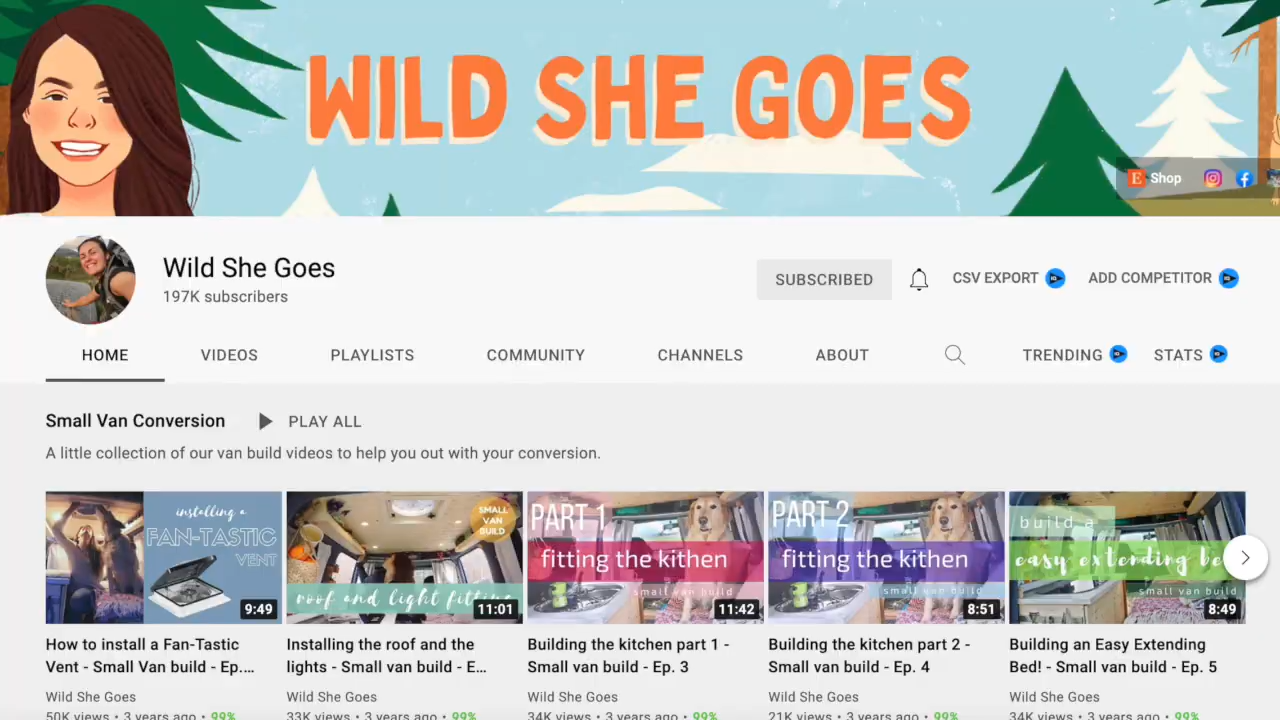 WILD SHE GOES
Shop
Wild She Goes
197K subscribers
SUBSCRIBED
CSV EXPORT
ADD COMPETITOR
HOME
VIDEOS
PLAYLISTS
COMMUNITY
CHANNELS
ABOUT
TRENDING
STATS
Small Van Conversion
PLAY ALL
A little collection of our van build videos to help you out with your conversion.
installing a
FAN-TASTIC
VENT
9:49
SMALL
VAN
BUILD
roof and light fitting
11:01
PART 1
fitting the kithen
small van build
11:42
PART 2
fitting the kithen
small van build
8:51
build a
easy extending be
small van build
8:49
How to install a Fan-Tastic
Vent - Small Van build - Ep....
Installing the roof and the
lights - Small van build - E...
Building the kitchen part 1 -
Small van build - Ep. 3
Building the kitchen part 2 -
Small van build - Ep. 4
Building an Easy Extending
Bed! - Small van build - Ep. 5
Wild She Goes
Wild She Goes
Wild She Goes
Wild She Goes
Wild She Goes
50K views • 3 years ago • 99%
33K views • 3 years ago • 99%
34K views • 3 years ago • 99%
21K views • 3 years ago • 99%
34K views • 3 years ago • 99%